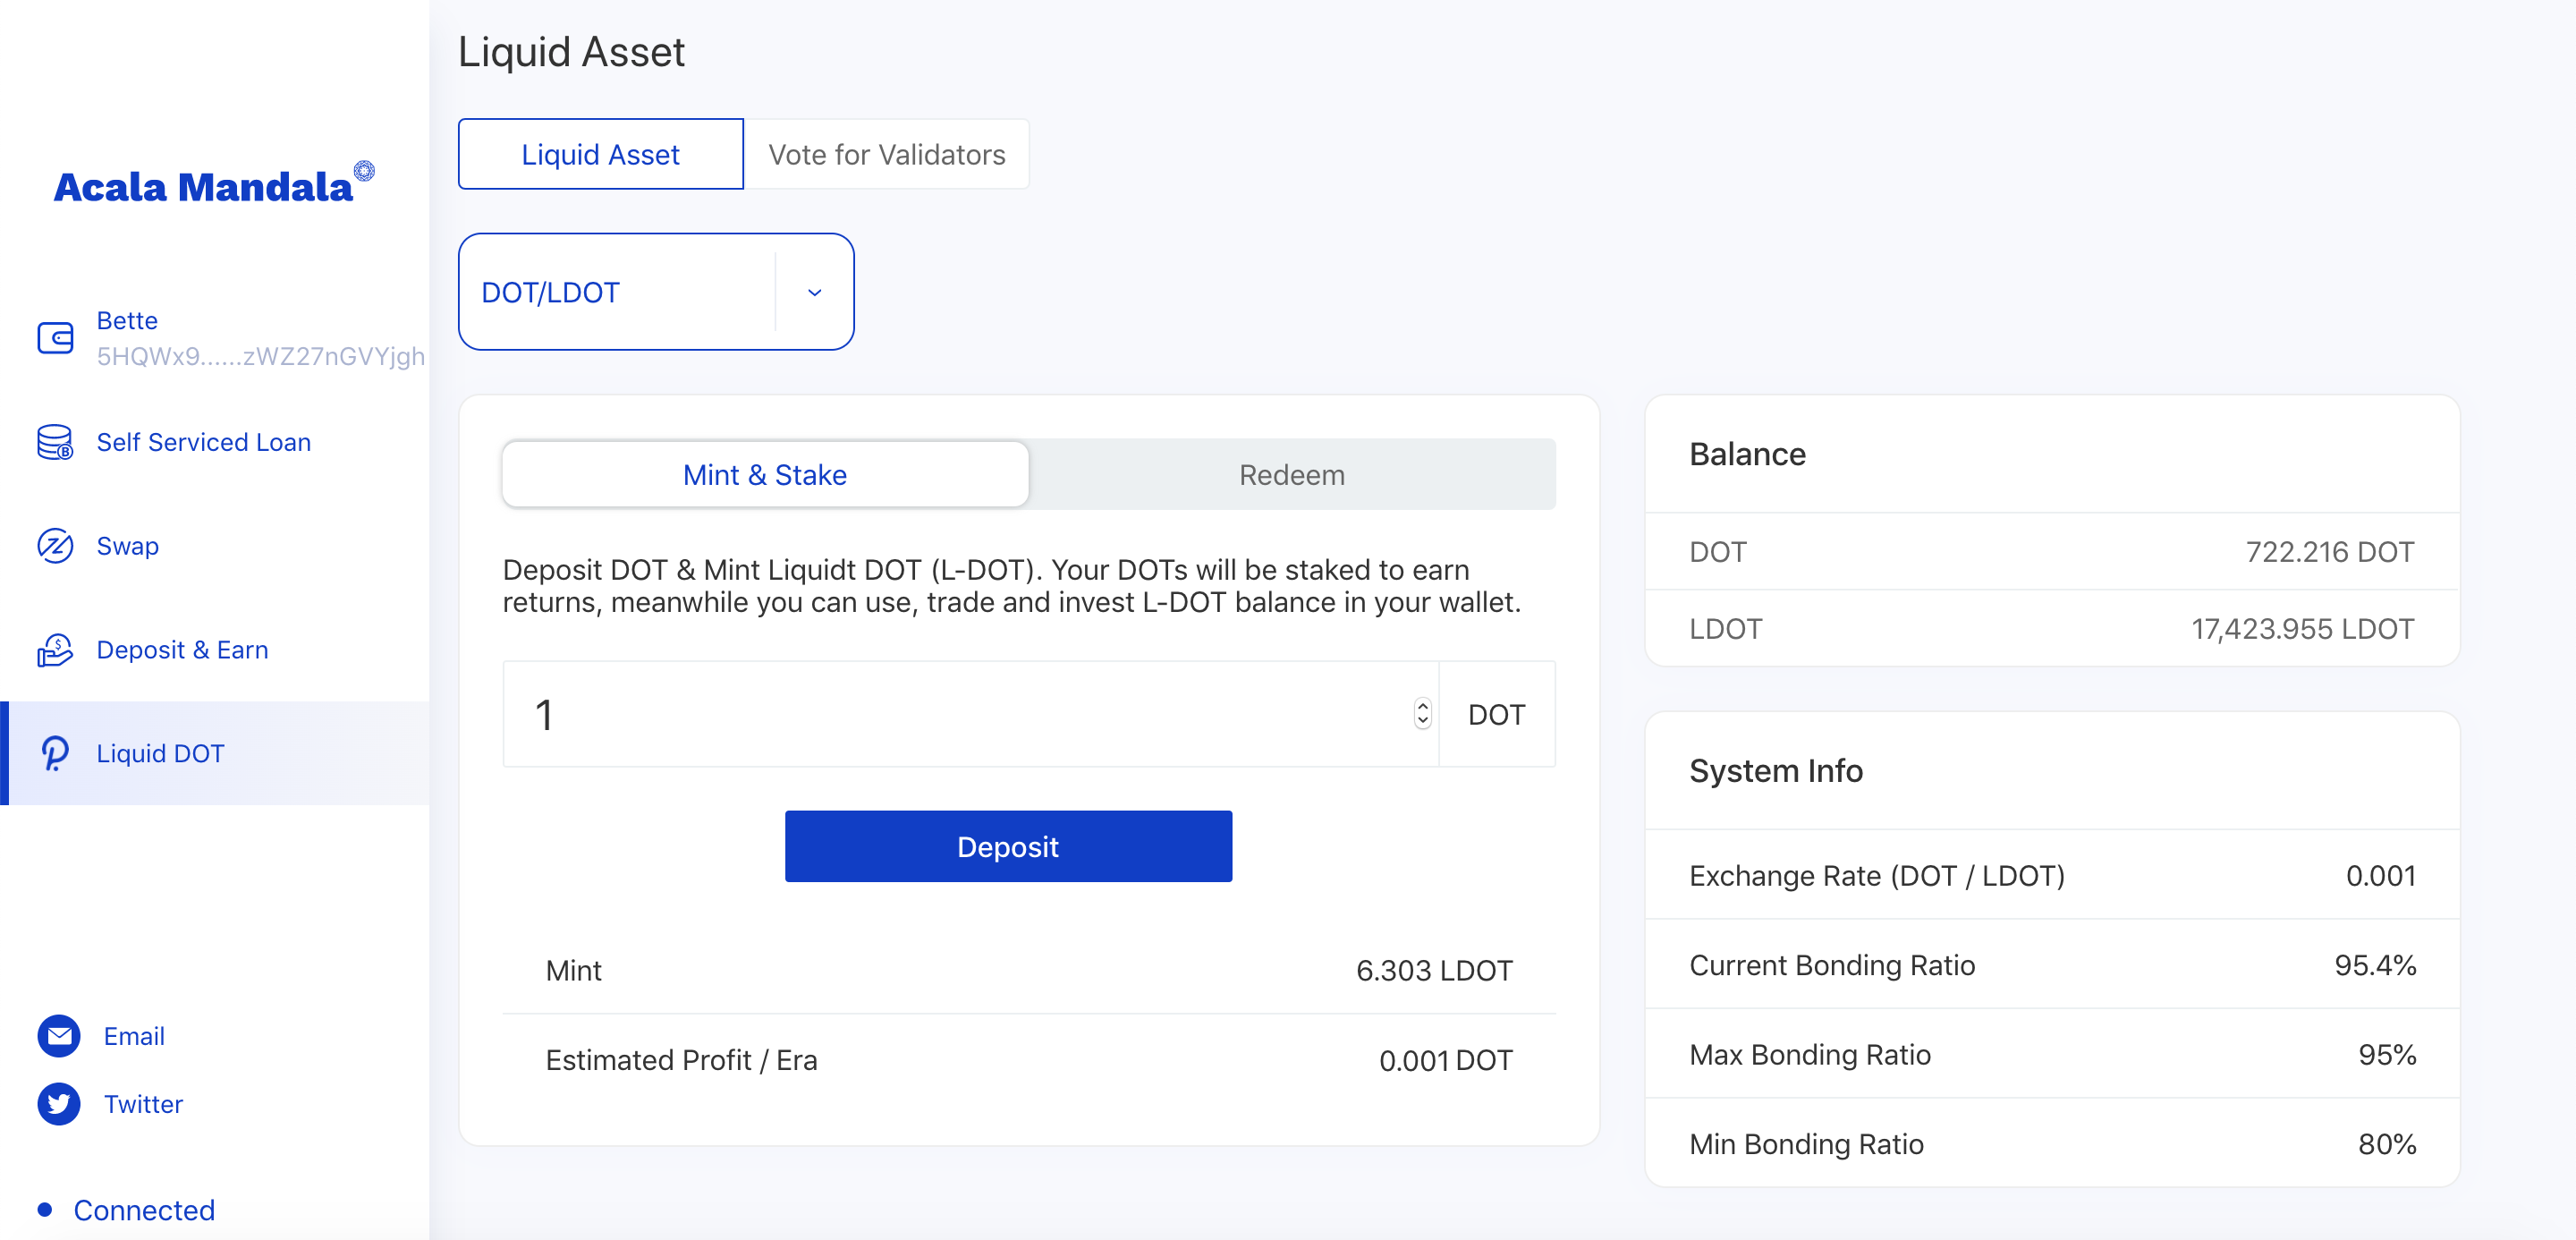 Acala Mandala
Bette
5HQWx9......zWZ27nGVYjgh
Self Serviced Loan
Swap
Deposit & Earn
Liquid DOT
Email
Twitter
Connected
Liquid Asset
Liquid Asset
Vote for Validators
DOT/LDOT
Mint & Stake
Redeem
Deposit DOT & Mint Liquidt DOT (L-DOT). Your DOTs will be staked to earn
returns, meanwhile you can use, trade and invest L-DOT balance in your wallet.
1 DOT
Deposit
Mint 6.303 LDOT
Estimated Profit / Era 0.001 DOT
Balance
DOT 722.216 DOT
LDOT 17,423.955 LDOT
System Info
Exchange Rate (DOT / LDOT) 0.001
Current Bonding Ratio 95.4%
Max Bonding Ratio 95%
Min Bonding Ratio 80%